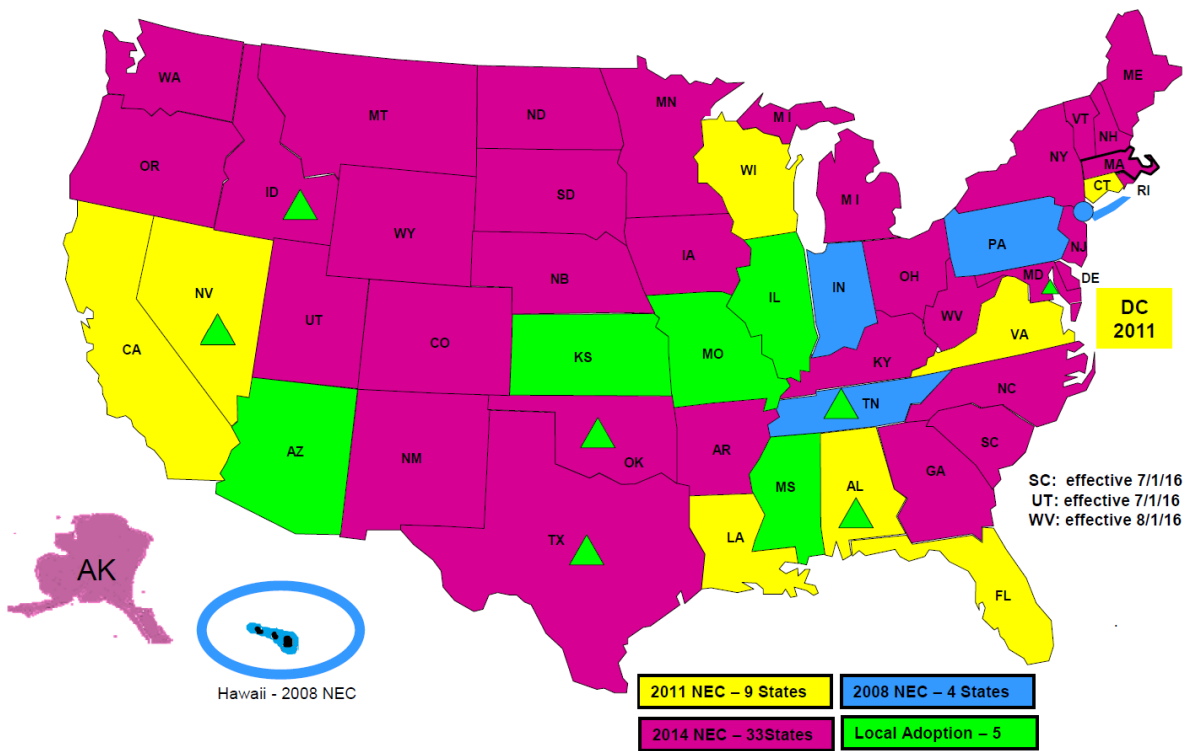 WA
MT
ND
MN
ME
M I
VT
NH
OR
ID
WI
NY
MA
SD
M I
CT
RI
WY
PA
IA
NJ
NB
OH
MD
DE
NV
IL
IN
DC
2011
UT
WV
CO
VA
CA
KS
MO
KY
NC
TN
AZ
OK
AR
SC
NM
GA
MS
AL
SC: effective 7/1/16
UT: effective 7/1/16
WV: effective 8/1/16
TX
LA
AK
FL
Hawaii - 2008 NEC
2011 NEC – 9 States
2008 NEC – 4 States
2014 NEC – 33States
Local Adoption – 5